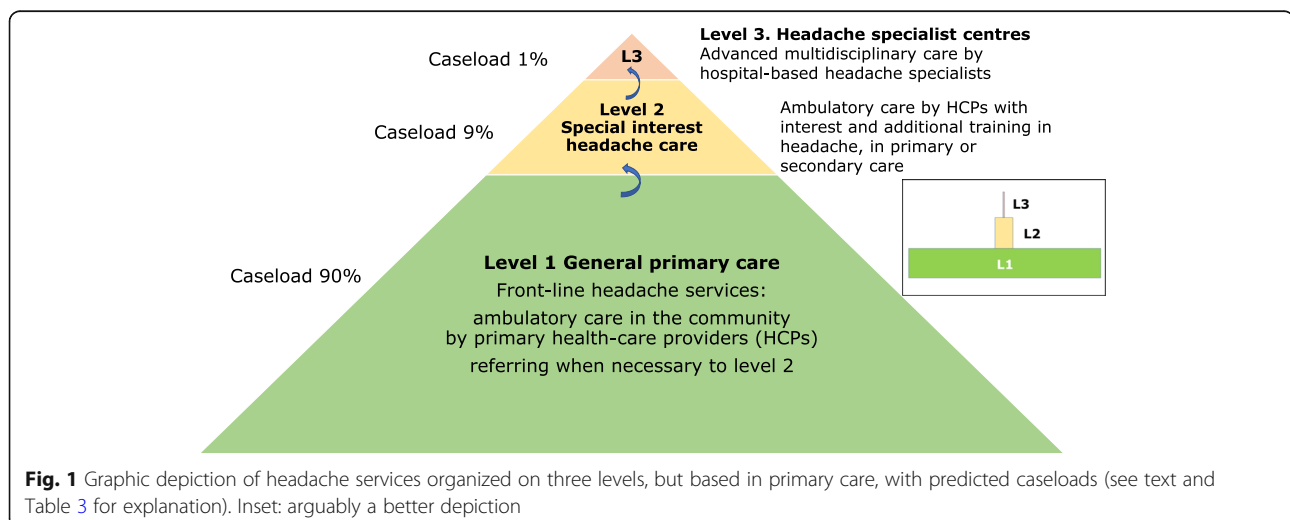 Caseload 1%
L3
Level 3. Headache specialist centres
Advanced multidisciplinary care by
hospital-based headache specialists
Caseload 9%
Level 2
Special interest
headache care
Ambulatory care by HCPs with
interest and additional training in
headache, in primary or
secondary care
L3
L2
L1
Caseload 90%
Level 1 General primary care
Front-line headache services:
ambulatory care in the community
by primary health-care providers (HCPs)
referring when necessary to level 2
Fig. 1 Graphic depiction of headache services organized on three levels, but based in primary care, with predicted caseloads (see text and
Table 3 for explanation). Inset: arguably a better depiction